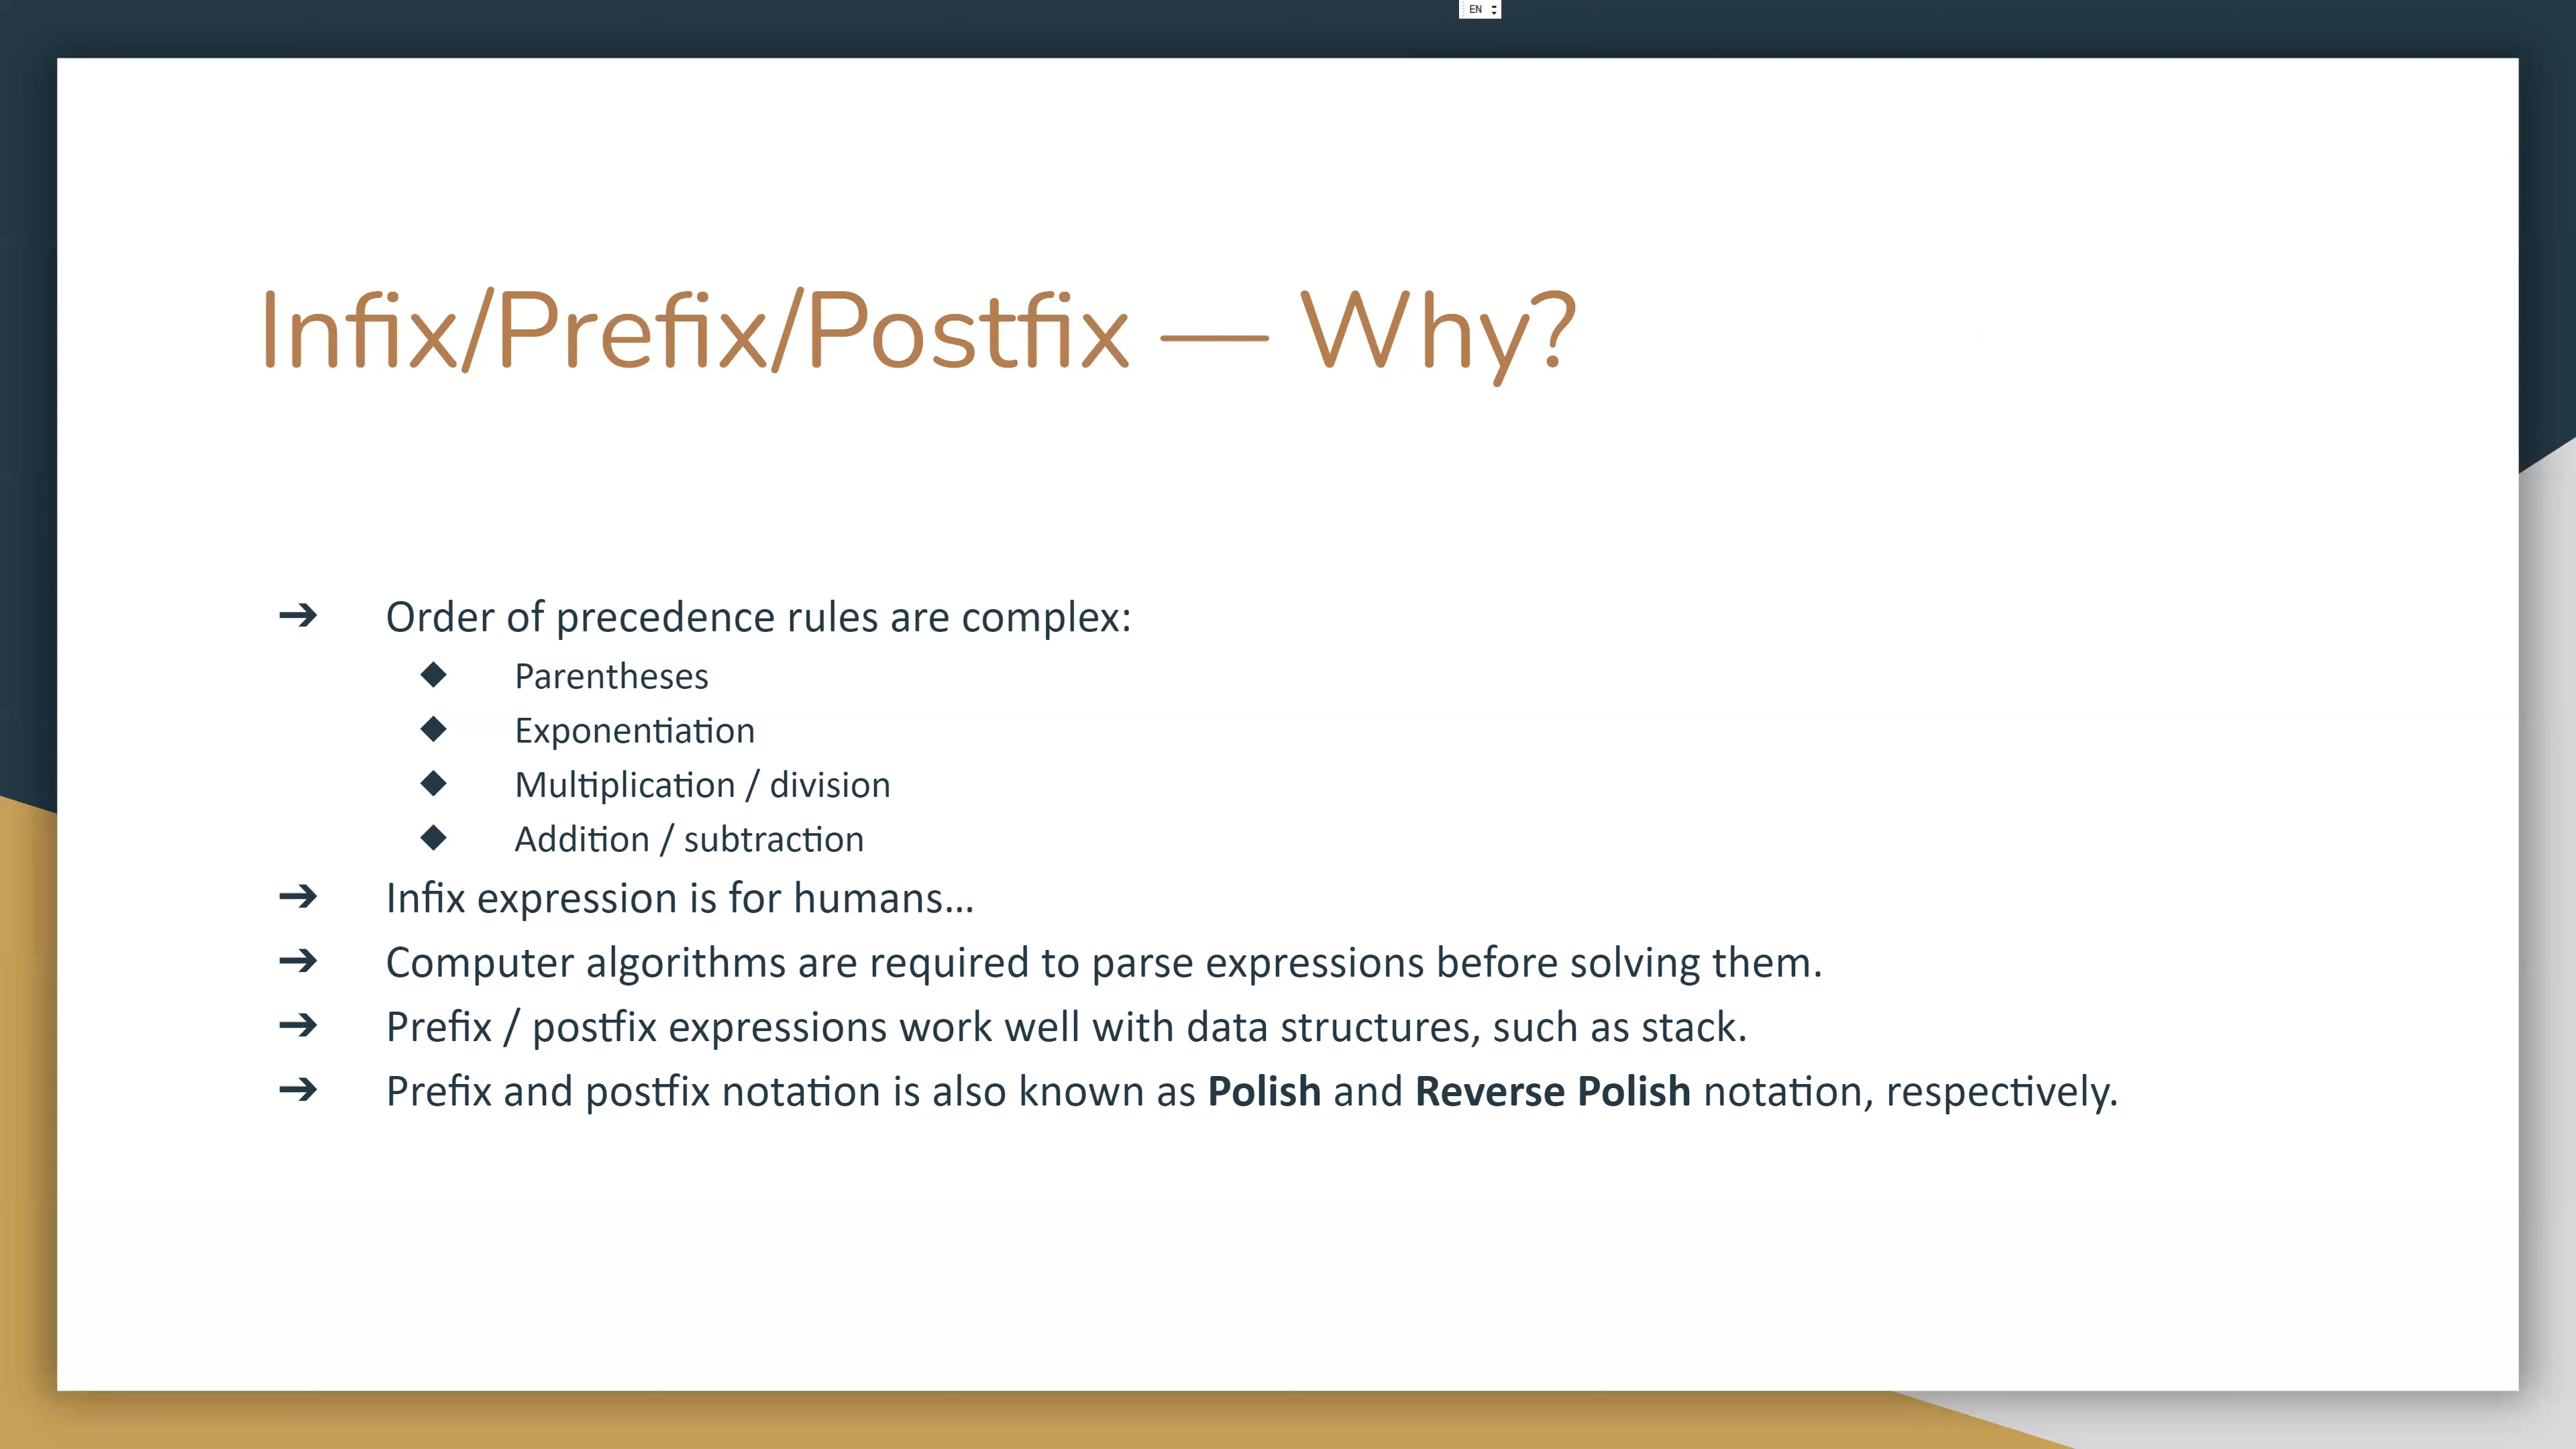 EN
Infix/Prefix/Postfix — Why?
➔ Order of precedence rules are complex:
◆ Parentheses
◆ Exponentiation
◆ Multiplication / division
◆ Addition / subtraction
➔ Infix expression is for humans…
➔ Computer algorithms are required to parse expressions before solving them.
➔ Prefix / postfix expressions work well with data structures, such as stack.
➔ Prefix and postfix notation is also known as Polish and Reverse Polish notation, respectively.